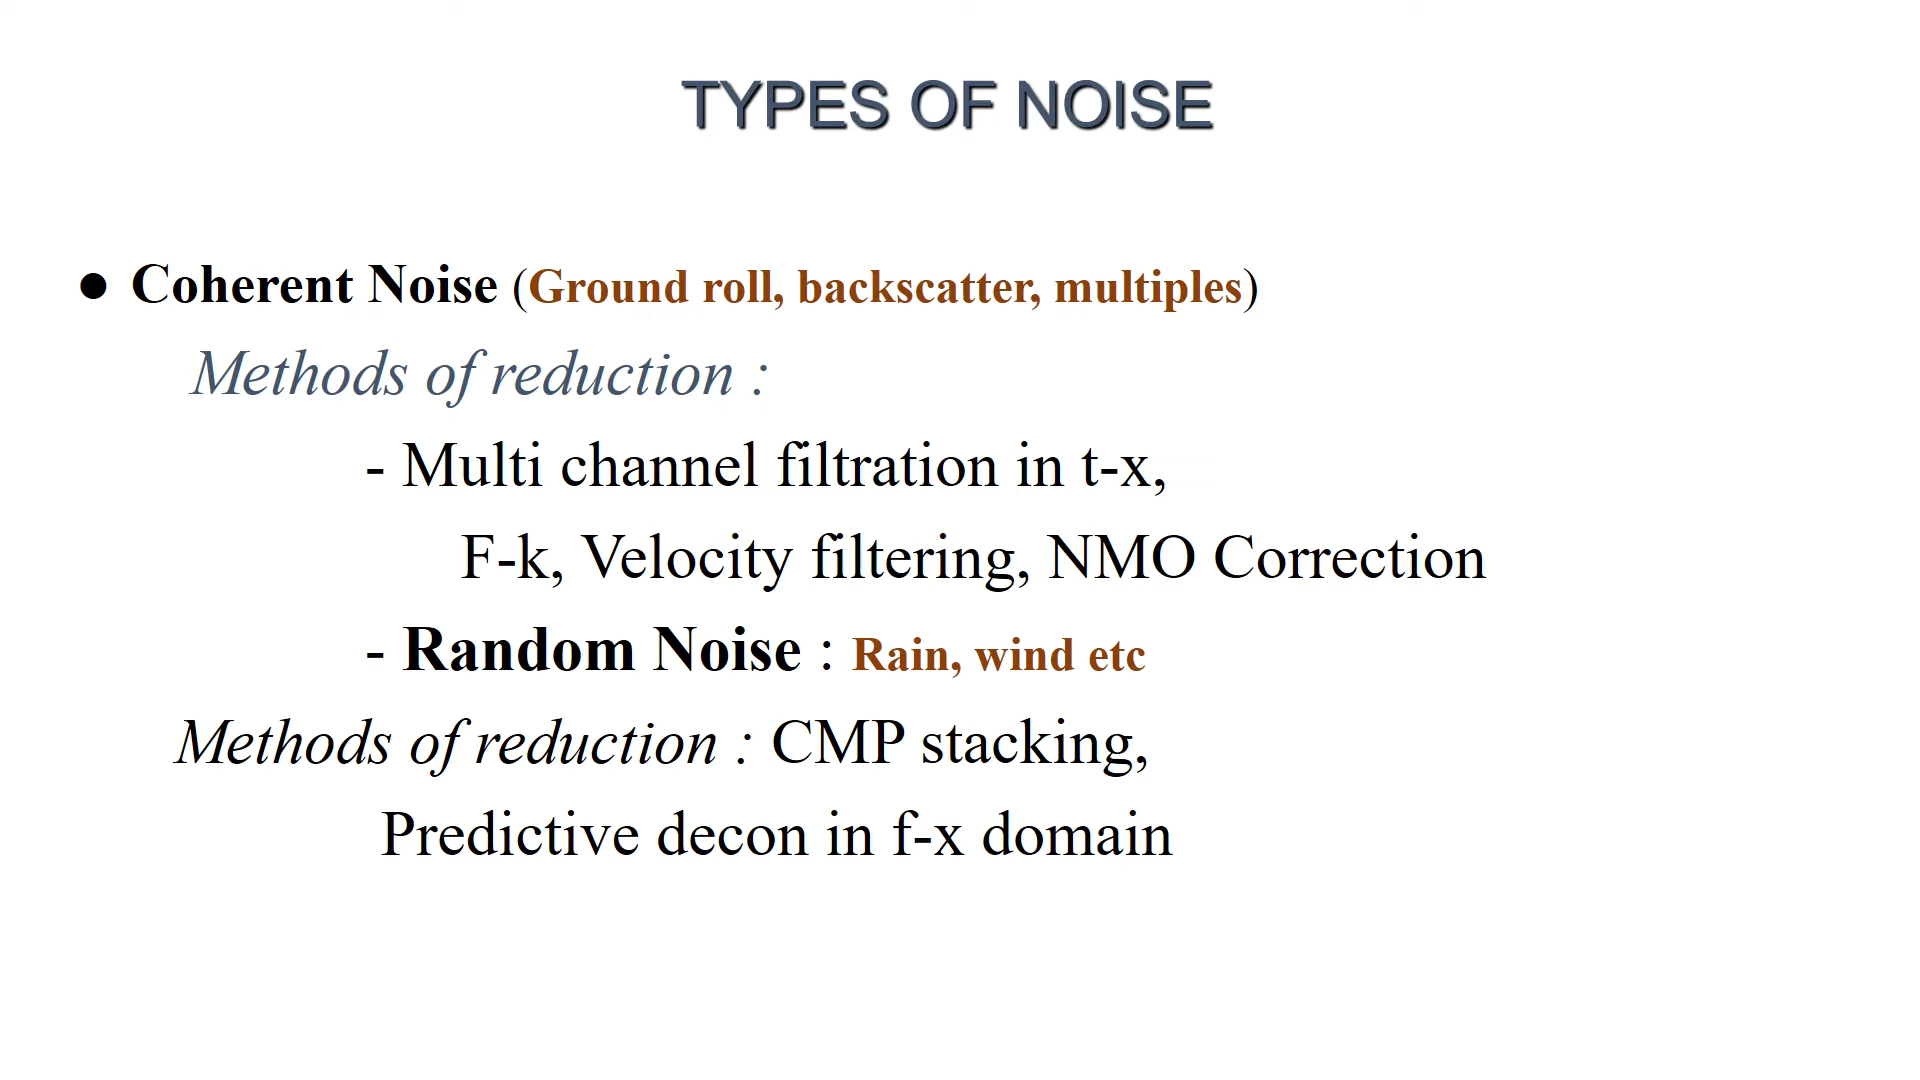 TYPES OF NOISE
● Coherent Noise (Ground roll, backscatter, multiples)
Methods of reduction :
- Multi channel filtration in t-x,
F-k, Velocity filtering, NMO Correction
- Random Noise : Rain, wind etc
Methods of reduction : CMP stacking,
Predictive decon in f-x domain